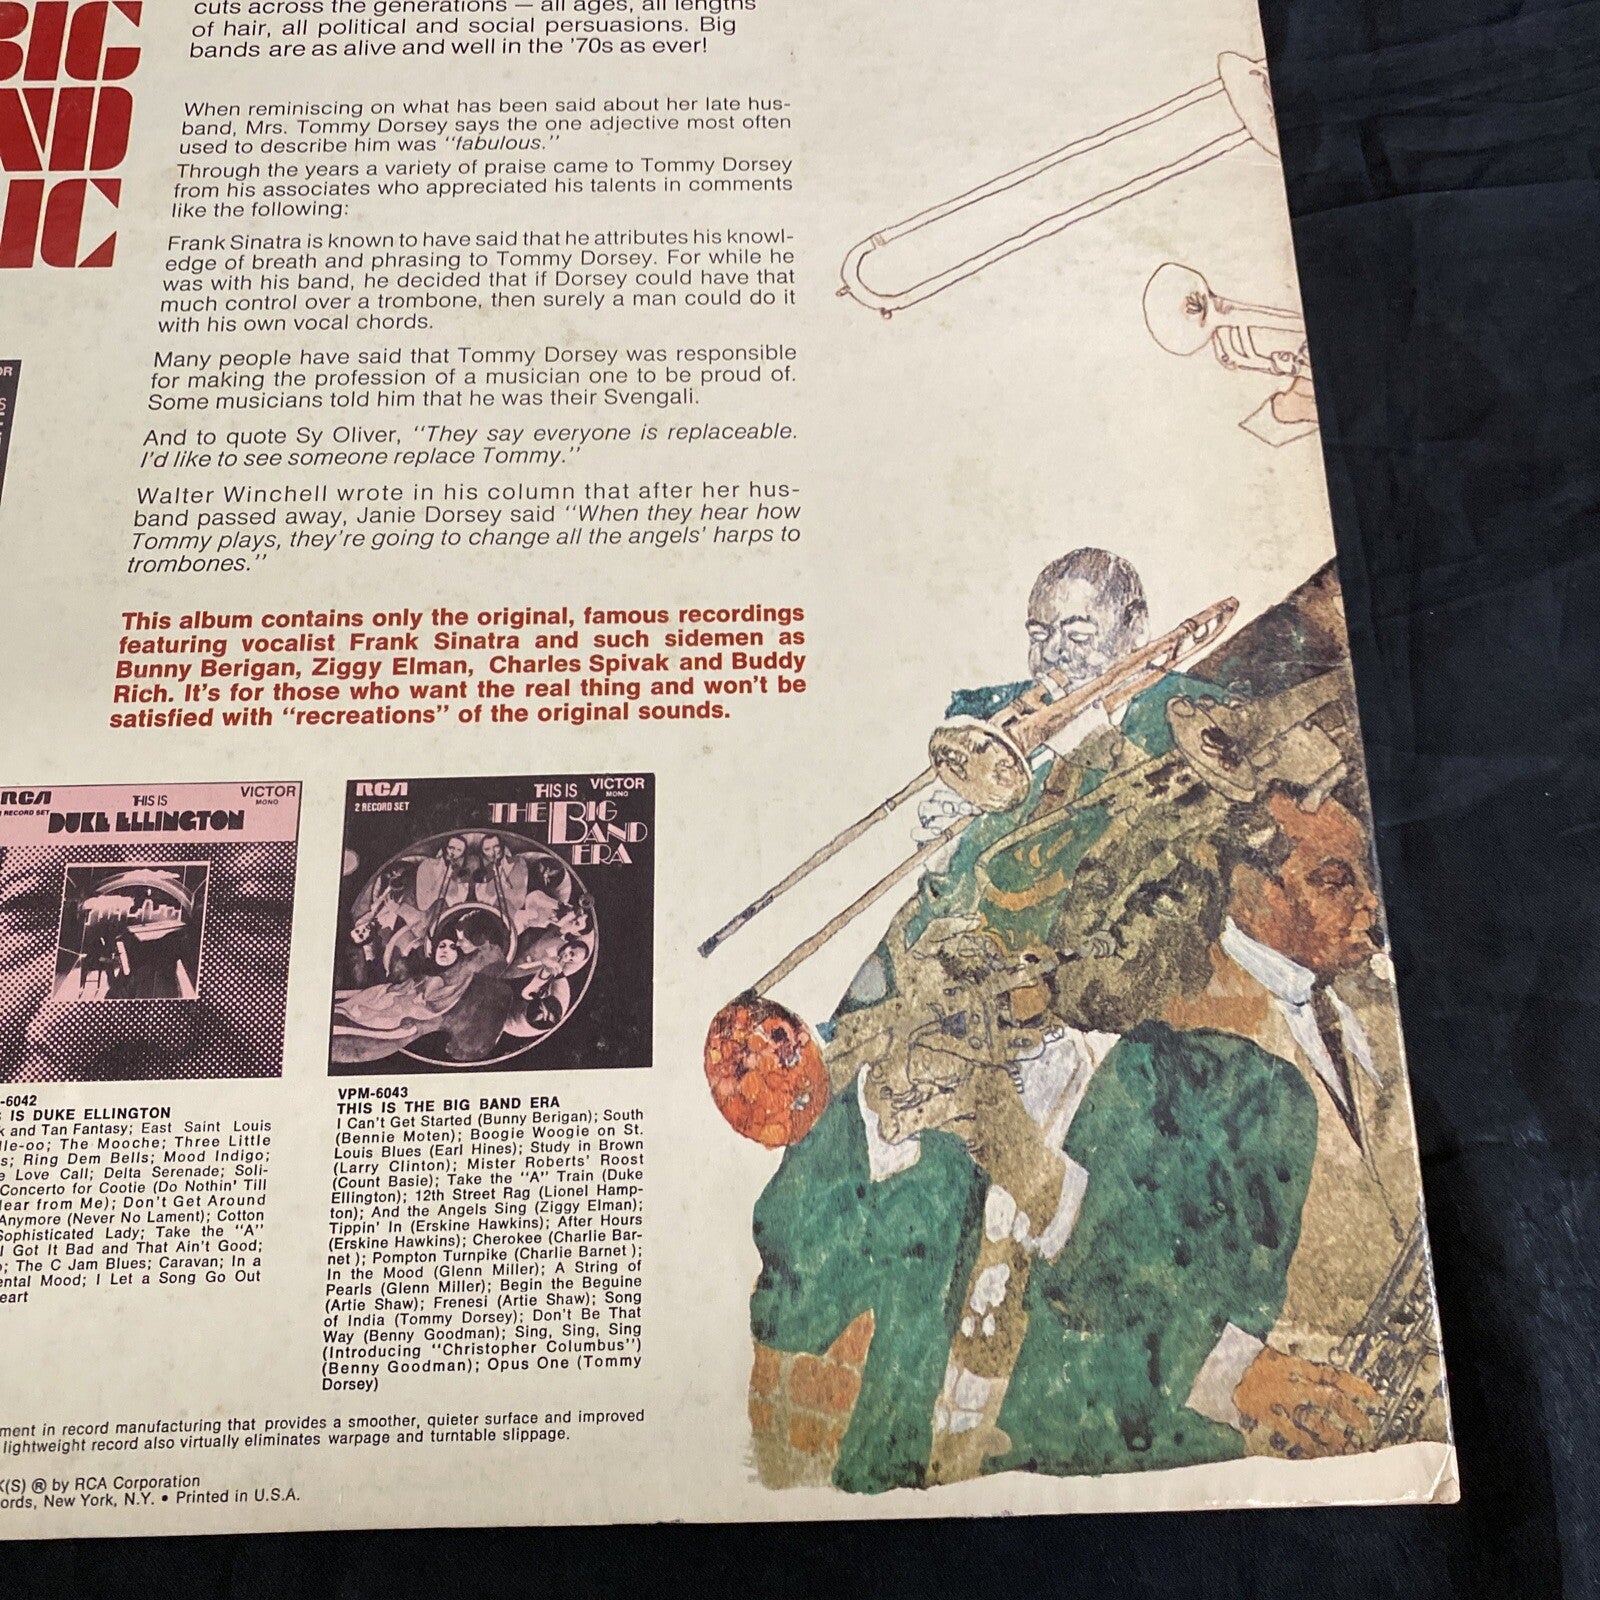 BIG
AND
IC
cuts across the generations — all ages, all lengths
of hair, all political and social persuasions. Big
bands are as alive and well in the '70s as ever!
When reminiscing on what has been said about her late hus-
band, Mrs. Tommy Dorsey says the one adjective most often
used to describe him was "fabulous."
Through the years a variety of praise came to Tommy Dorsey
from his associates who appreciated his talents in comments
like the following:
Frank Sinatra is known to have said that he attributes his knowl-
edge of breath and phrasing to Tommy Dorsey. For while he
was with his band, he decided that if Dorsey could have that
much control over a trombone, then surely a man could do it
with his own vocal chords.
Many people have said that Tommy Dorsey was responsible
for making the profession of a musician one to be proud of.
Some musicians told him that he was their Svengali.
And to quote Sy Oliver, "They say everyone is replaceable.
I'd like to see someone replace Tommy."
Walter Winchell wrote in his column that after her hus-
band passed away, Janie Dorsey said "When they hear how
Tommy plays, they're going to change all the angels' harps to
trombones."
This album contains only the original, famous recordings
featuring vocalist Frank Sinatra and such sidemen as
Bunny Berigan, Ziggy Elman, Charles Spivak and Buddy
Rich. It's for those who want the real thing and won't be
satisfied with "recreations" of the original sounds.
OR
S
RCA
2 RECORD SET
THIS IS
DUKE ELLINGTON
VICTOR
MONO
RCA
2 RECORD SET
THIS IS
THE BIG
BAND
ERA
VICTOR
MONO
-6042
IS DUKE ELLINGTON
k and Tan Fantasy; East Saint Louis
lle-oo; The Mooche; Three Little
s; Ring Dem Bells; Mood Indigo;
e Love Call; Delta Serenade; Soli-
Concerto for Cootie (Do Nothin' Till
ear from Me); Don't Get Around
Anymore (Never No Lament); Cotton
Sophisticated Lady; Take the "A"
I Got It Bad and That Ain't Good;
; The C Jam Blues; Caravan; In a
ental Mood; I Let a Song Go Out
eart
VPM-6043
THIS IS THE BIG BAND ERA
I Can't Get Started (Bunny Berigan); South
(Bennie Moten); Boogie Woogie on St.
Louis Blues (Earl Hines); Study in Brown
(Larry Clinton); Mister Roberts' Roost
(Count Basie); Take the "A" Train (Duke
Ellington); 12th Street Rag (Lionel Hamp-
ton); And the Angels Sing (Ziggy Elman);
Tippin' In (Erskine Hawkins); After Hours
(Erskine Hawkins); Cherokee (Charlie Bar-
net ); Pompton Turnpike (Charlie Barnet );
In the Mood (Glenn Miller); A String of
Pearls (Glenn Miller); Begin the Beguine
(Artie Shaw); Frenesi (Artie Shaw); Song
of India (Tommy Dorsey); Don't Be That
Way (Benny Goodman); Sing, Sing, Sing
(Introducing "Christopher Columbus")
(Benny Goodman); Opus One (Tommy
Dorsey)
ment in record manufacturing that provides a smoother, quieter surface and improved
lightweight record also virtually eliminates warpage and turntable slippage.
K(S) ® by RCA Corporation
ords, New York, N.Y. • Printed in U.S.A.